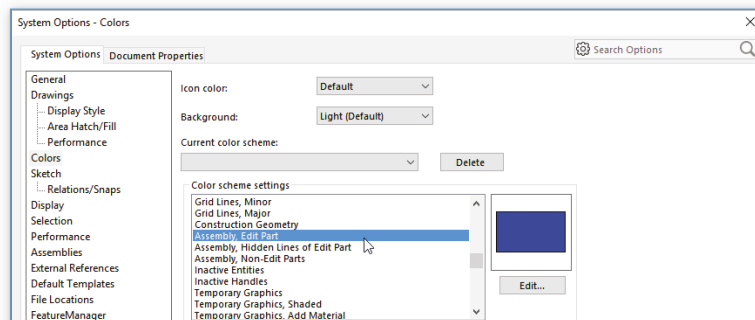 System Options - Colors
System Options Document Properties
Search Options
General
Drawings
Display Style
Area Hatch/Fill
Performance
Colors
Sketch
Relations/Snaps
Display
Selection
Performance
Assemblies
External References
Default Templates
File Locations
FeatureManager
Icon color: Default
Background: Light (Default)
Current color scheme:
Delete
Color scheme settings
Grid Lines, Minor
Grid Lines, Major
Construction Geometry
Assembly, Edit Part
Assembly, Hidden Lines of Edit Part
Assembly, Non-Edit Parts
Inactive Entities
Inactive Handles
Temporary Graphics
Temporary Graphics, Shaded
Temporary Graphics, Add Material
Edit...